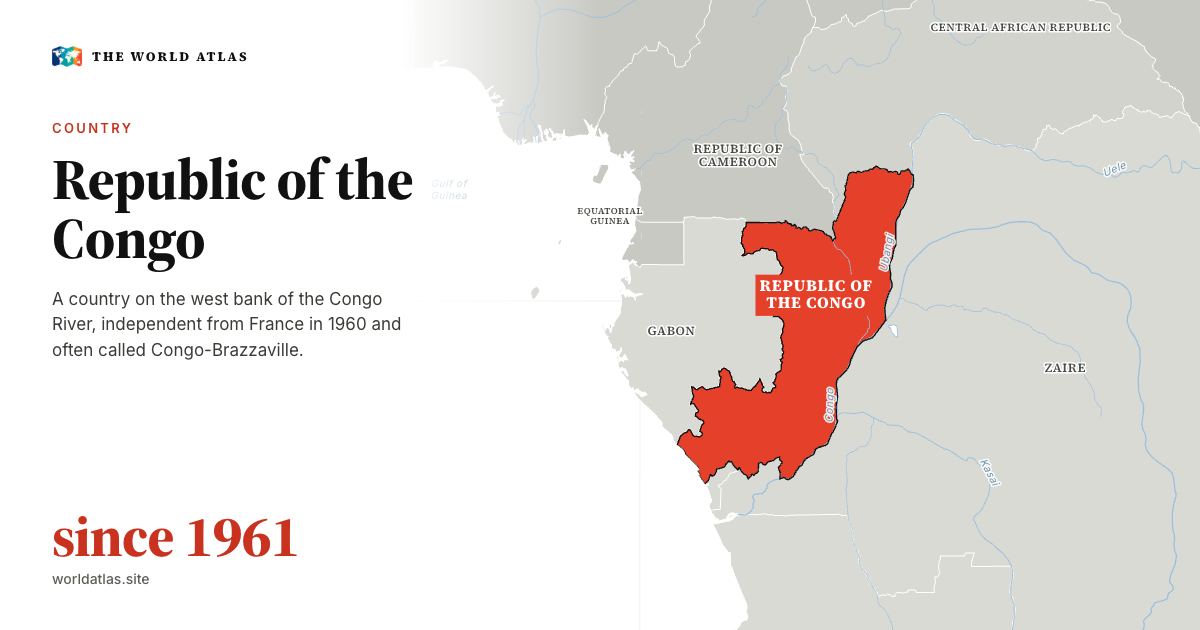 THE WORLD ATLAS
COUNTRY
Republic of the
Congo
A country on the west bank of the Congo
River, independent from France in 1960 and
often called Congo-Brazzaville.
since 1961
worldatlas.site
CENTRAL AFRICAN REPUBLIC
REPUBLIC OF
CAMEROON
Uele
Gulf of
Guinea
EQUATORIAL
GUINEA
Ubangi
REPUBLIC OF
THE CONGO
GABON
ZAIRE
Congo
Kasai